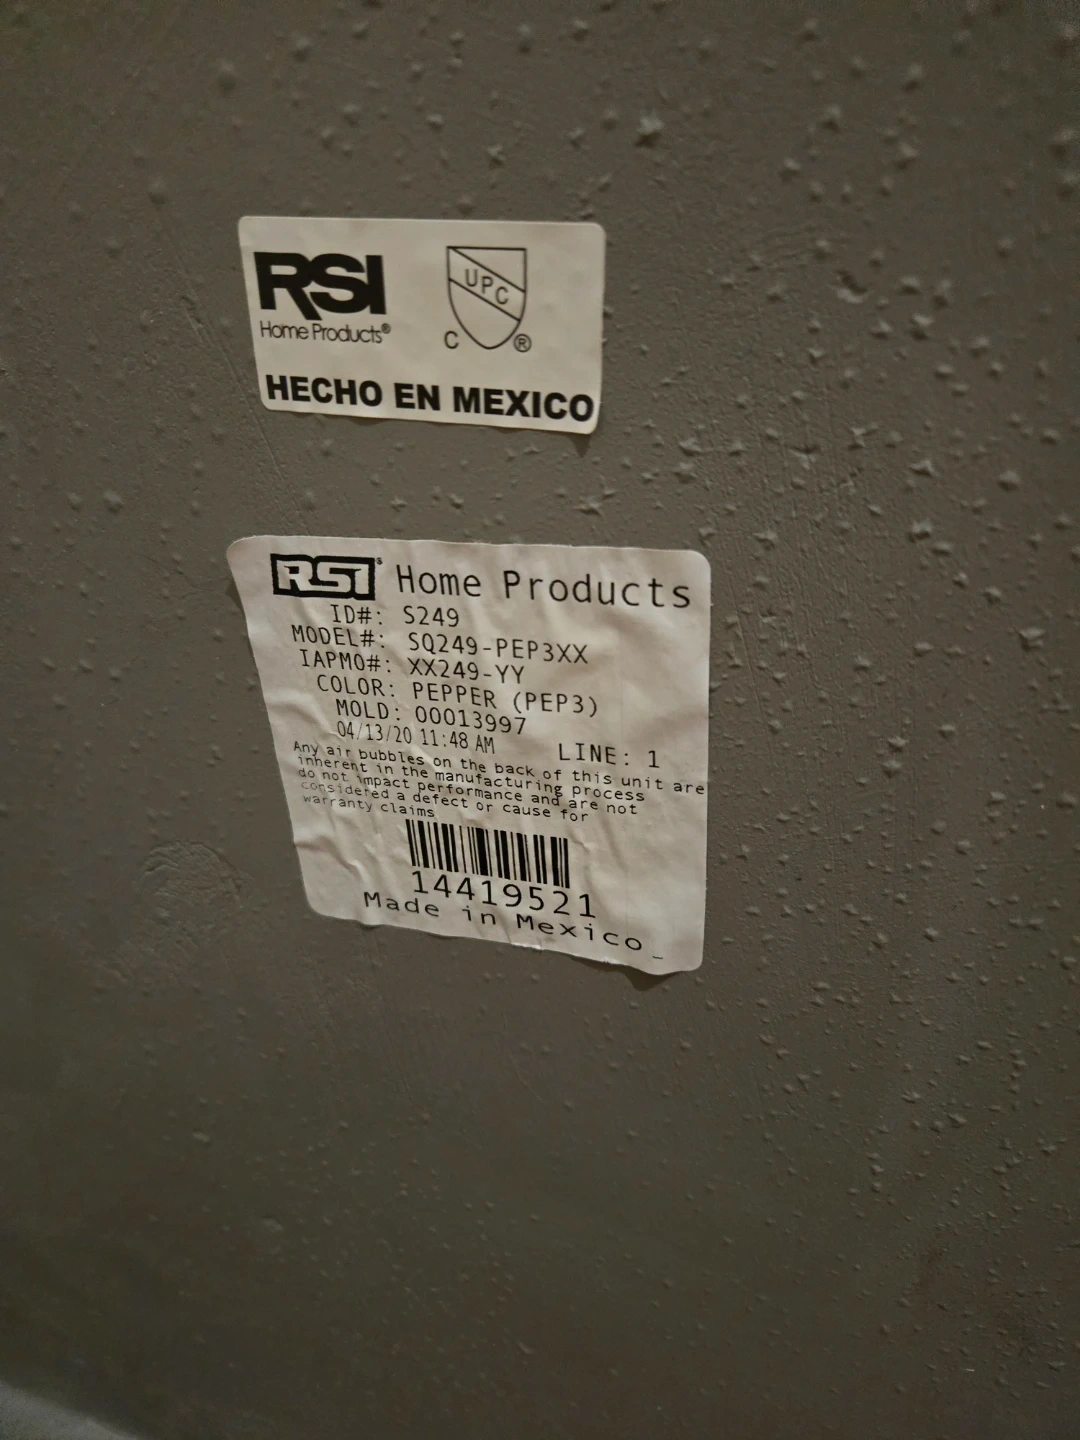 RSI
Home Products®
UPC
C ®
HECHO EN MEXICO
RSI® Home Products
ID#: S249
MODEL#: SQ249-PEP3XX
IAPMO#: XX249-YY
COLOR: PEPPER (PEP3)
MOLD: 00013997
04/13/20 11:48 AM LINE: 1
Any air bubbles on the back of this unit are
inherent in the manufacturing process
do not impact performance and are not
considered a defect or cause for
warranty claims
14419521
Made in Mexico_